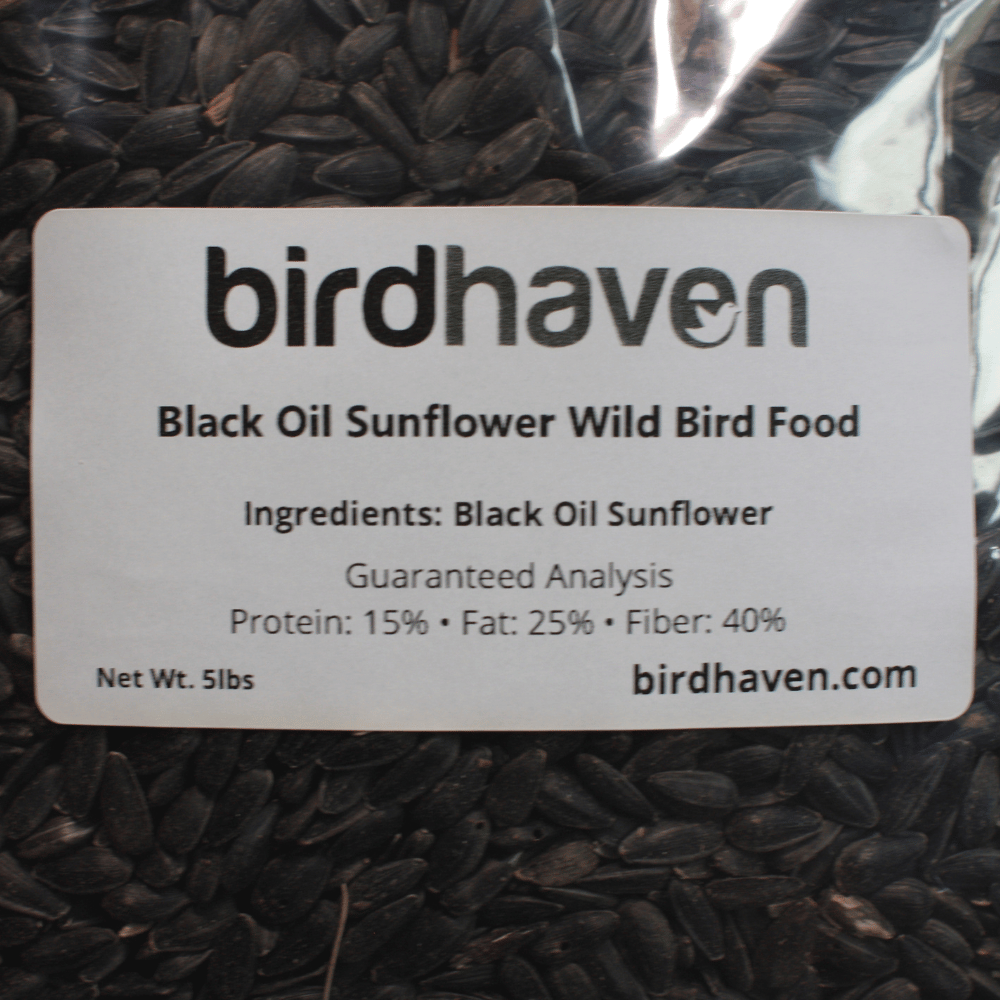 birdhaven
Black Oil Sunflower Wild Bird Food
Ingredients: Black Oil Sunflower
Guaranteed Analysis
Protein: 15% • Fat: 25% • Fiber: 40%
Net Wt. 5lbs
birdhaven.com